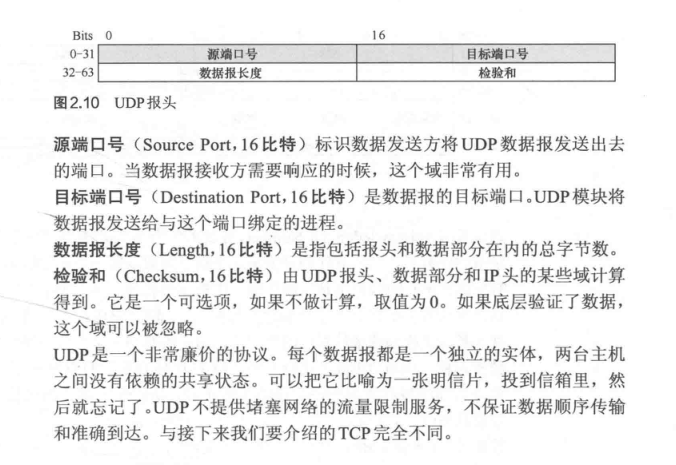 Bits 0 16
0-31 源端口号 目标端口号
32-63 数据报长度 检验和
图2.10 UDP报头
源端口号（Source Port，16比特）标识数据发送方将UDP数据报发送出去
的端口。当数据报接收方需要响应的时候，这个域非常有用。
目标端口号（Destination Port，16比特）是数据报的目标端口。UDP模块将
数据报发送给与这个端口绑定的进程。
数据报长度（Length，16比特）是指包括报头和数据部分在内的总字节数。
检验和（Checksum，16比特）由UDP报头、数据部分和IP头的某些域计算
得到。它是一个可选项，如果不做计算，取值为0。如果底层验证了数据，
这个域可以被忽略。
UDP是一个非常廉价的协议。每个数据报都是一个独立的实体，两台主机
之间没有依赖的共享状态。可以把它比喻为一张明信片，投到信箱里，然
后就忘记了。UDP不提供堵塞网络的流量限制服务，不保证数据顺序传输
和准确到达。与接下来我们要介绍的TCP完全不同。